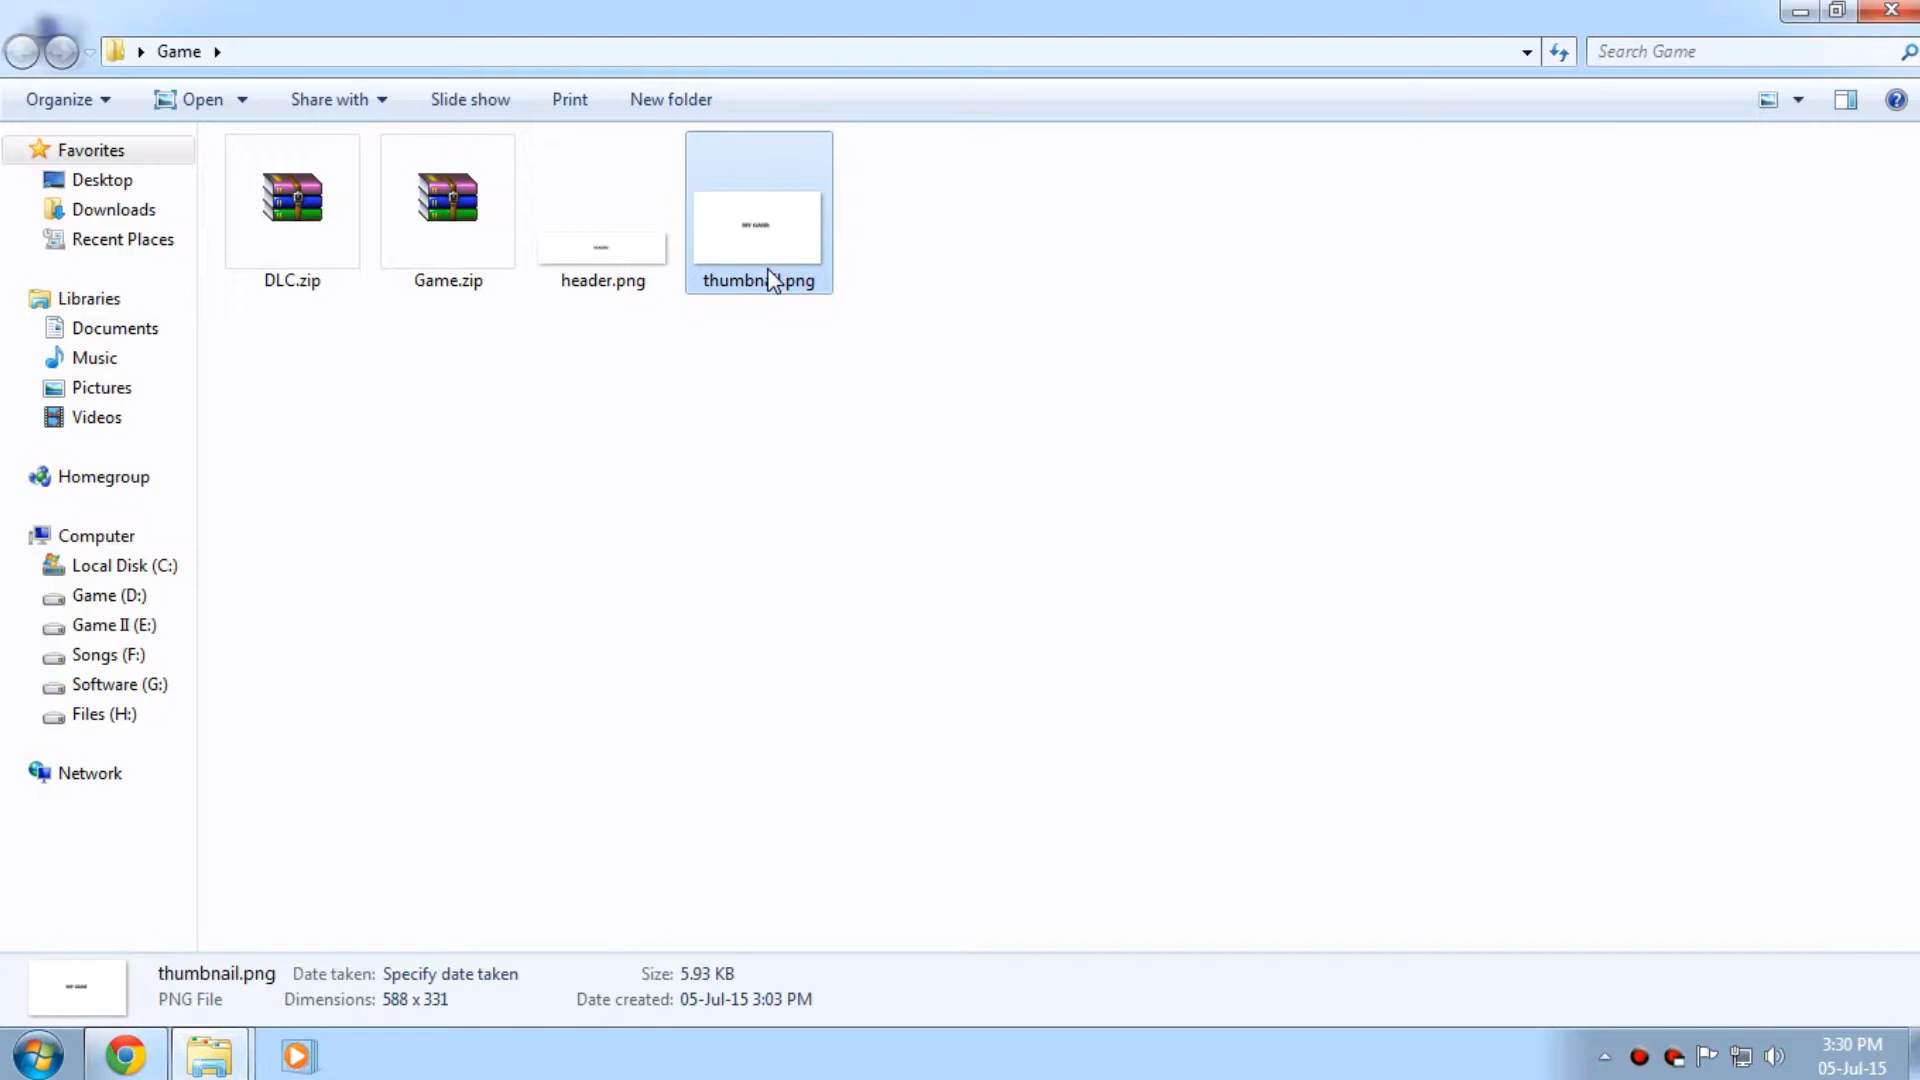 Game
Search Game
Organize
Open
Share with
Slide show
Print
New folder
Favorites
Desktop
Downloads
Recent Places
Libraries
Documents
Music
Pictures
Videos
Homegroup
Computer
Local Disk (C:)
Game (D:)
Game II (E:)
Songs (F:)
Software (G:)
Files (H:)
Network
MY GAME
DLC.zip
Game.zip
header.png
thumbnail.png
thumbnail.png Date taken: Specify date taken Size: 5.93 KB
PNG File Dimensions: 588 x 331 Date created: 05-Jul-15 3:03 PM
3:30 PM
05-Jul-15